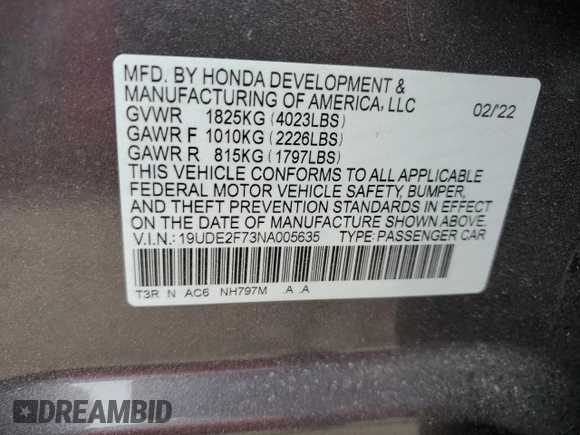 MFD. BY HONDA DEVELOPMENT &
MANUFACTURING OF AMERICA, LLC 02/22
GVWR 1825KG (4023LBS)
GAWR F 1010KG (2226LBS)
GAWR R 815KG (1797LBS)
THIS VEHICLE CONFORMS TO ALL APPLICABLE
FEDERAL MOTOR VEHICLE SAFETY, BUMPER,
AND THEFT PREVENTION STANDARDS IN EFFECT
ON THE DATE OF MANUFACTURE SHOWN ABOVE.
V.I.N.: 19UDE2F73NA005635 TYPE: PASSENGER CAR
T3R N AC6 NH797M .A .A
DREAMBID